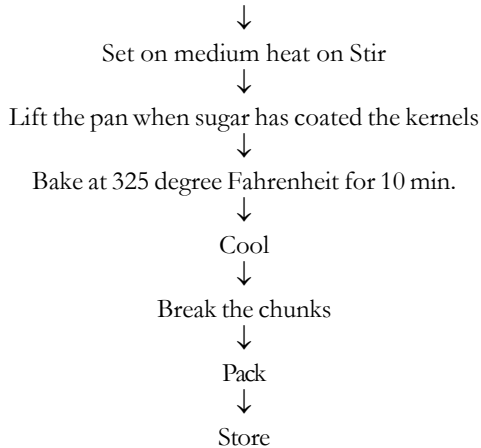 ↓
Set on medium heat on Stir
↓
Lift the pan when sugar has coated the kernels
↓
Bake at 325 degree Fahrenheit for 10 min.
↓
Cool
↓
Break the chunks
↓
Pack
↓
Store